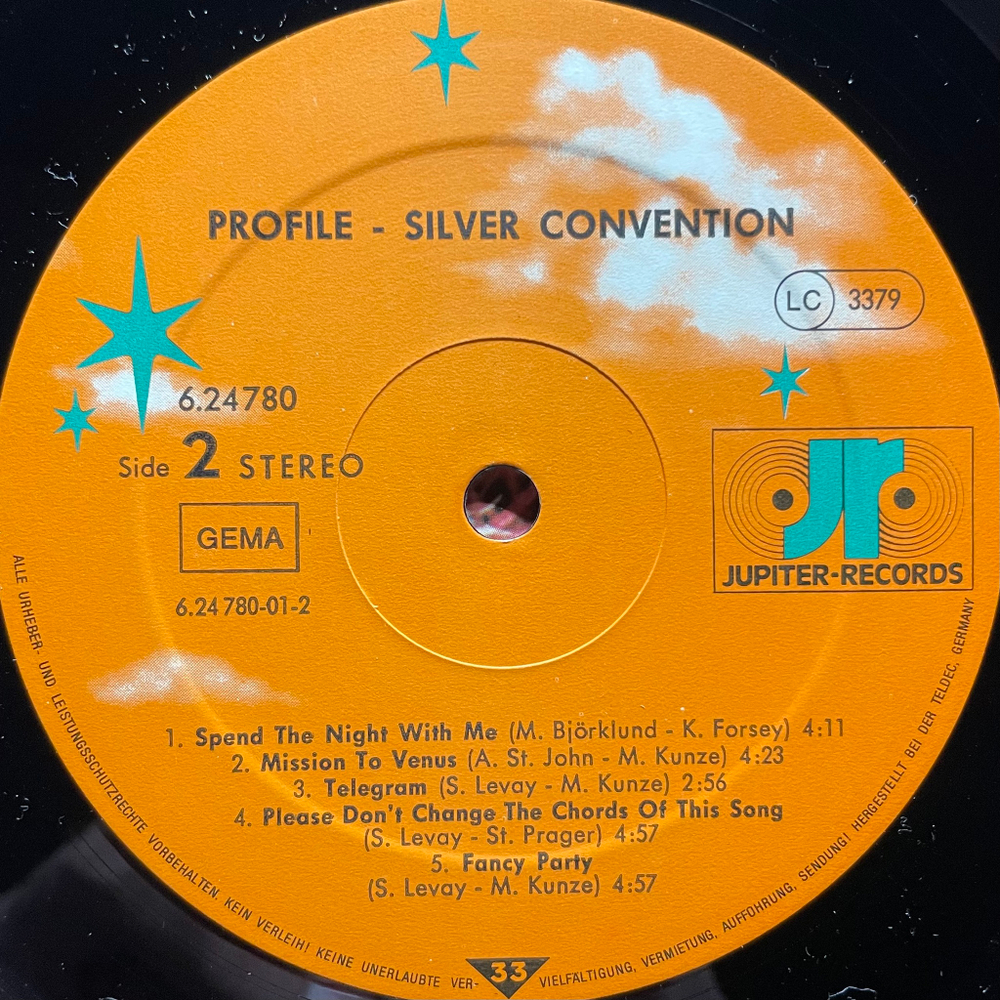 PROFILE - SILVER CONVENTION
LC 3379
6.24780
Side 2 STEREO
GEMA
6.24 780-01-2
jr
JUPITER-RECORDS
1. Spend The Night With Me (M. Björklund - K. Forsey) 4:11
2. Mission To Venus (A. St. John - M. Kunze) 4:23
3. Telegram (S. Levay - M. Kunze) 2:56
4. Please Don't Change The Chords Of This Song
(S. Levay - St. Prager) 4:57
5. Fancy Party
(S. Levay - M. Kunze) 4:57
ALLE URHEBER- UND LEISTUNGSSCHUTZRECHTE VORBEHALTEN. KEIN VERLEIH! KEINE UNERLAUBTE VER- 33 VIELFÄLTIGUNG, VERMIETUNG, AUFFÜHRUNG, SENDUNG! HERGESTELLT BEI DER TELDEC, GERMANY